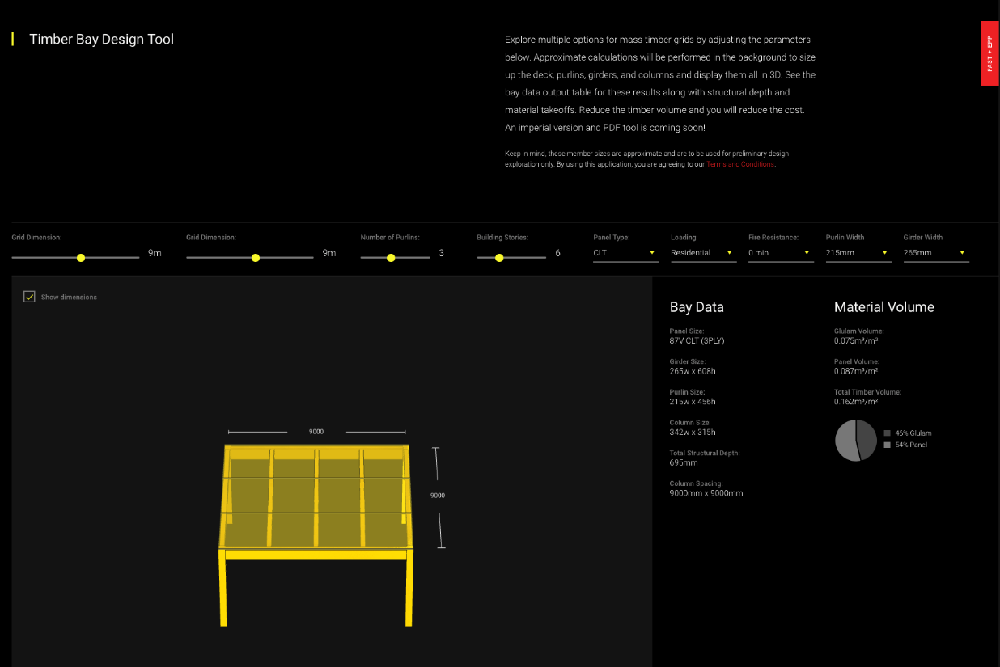 Timber Bay Design Tool
Explore multiple options for mass timber grids by adjusting the parameters
below. Approximate calculations will be performed in the background to size
up the deck, purlins, girders, and columns and display them all in 3D. See the
bay data output table for these results along with structural depth and
material takeoffs. Reduce the timber volume and you will reduce the cost.
An imperial version and PDF tool is coming soon!
Keep in mind, these member sizes are approximate and are to be used for preliminary design
exploration only. By using this application, you are agreeing to our Terms and Conditions.
FAST + EPP
Grid Dimension:
9m
Grid Dimension:
9m
Number of Purlins:
3
Building Stories:
6
Panel Type:
CLT
Loading:
Residential
Fire Resistance:
0 min
Purlin Width
215mm
Girder Width
265mm
Show dimensions
9000
9000
Bay Data
Panel Size:
87V CLT (3PLY)
Girder Size:
265w x 608h
Purlin Size:
215w x 456h
Column Size:
342w x 315h
Total Structural Depth:
695mm
Column Spacing:
9000mm x 9000mm
Material Volume
Glulam Volume:
0.075m³/m²
Panel Volume:
0.087m³/m²
Total Timber Volume:
0.162m³/m²
46% Glulam
54% Panel